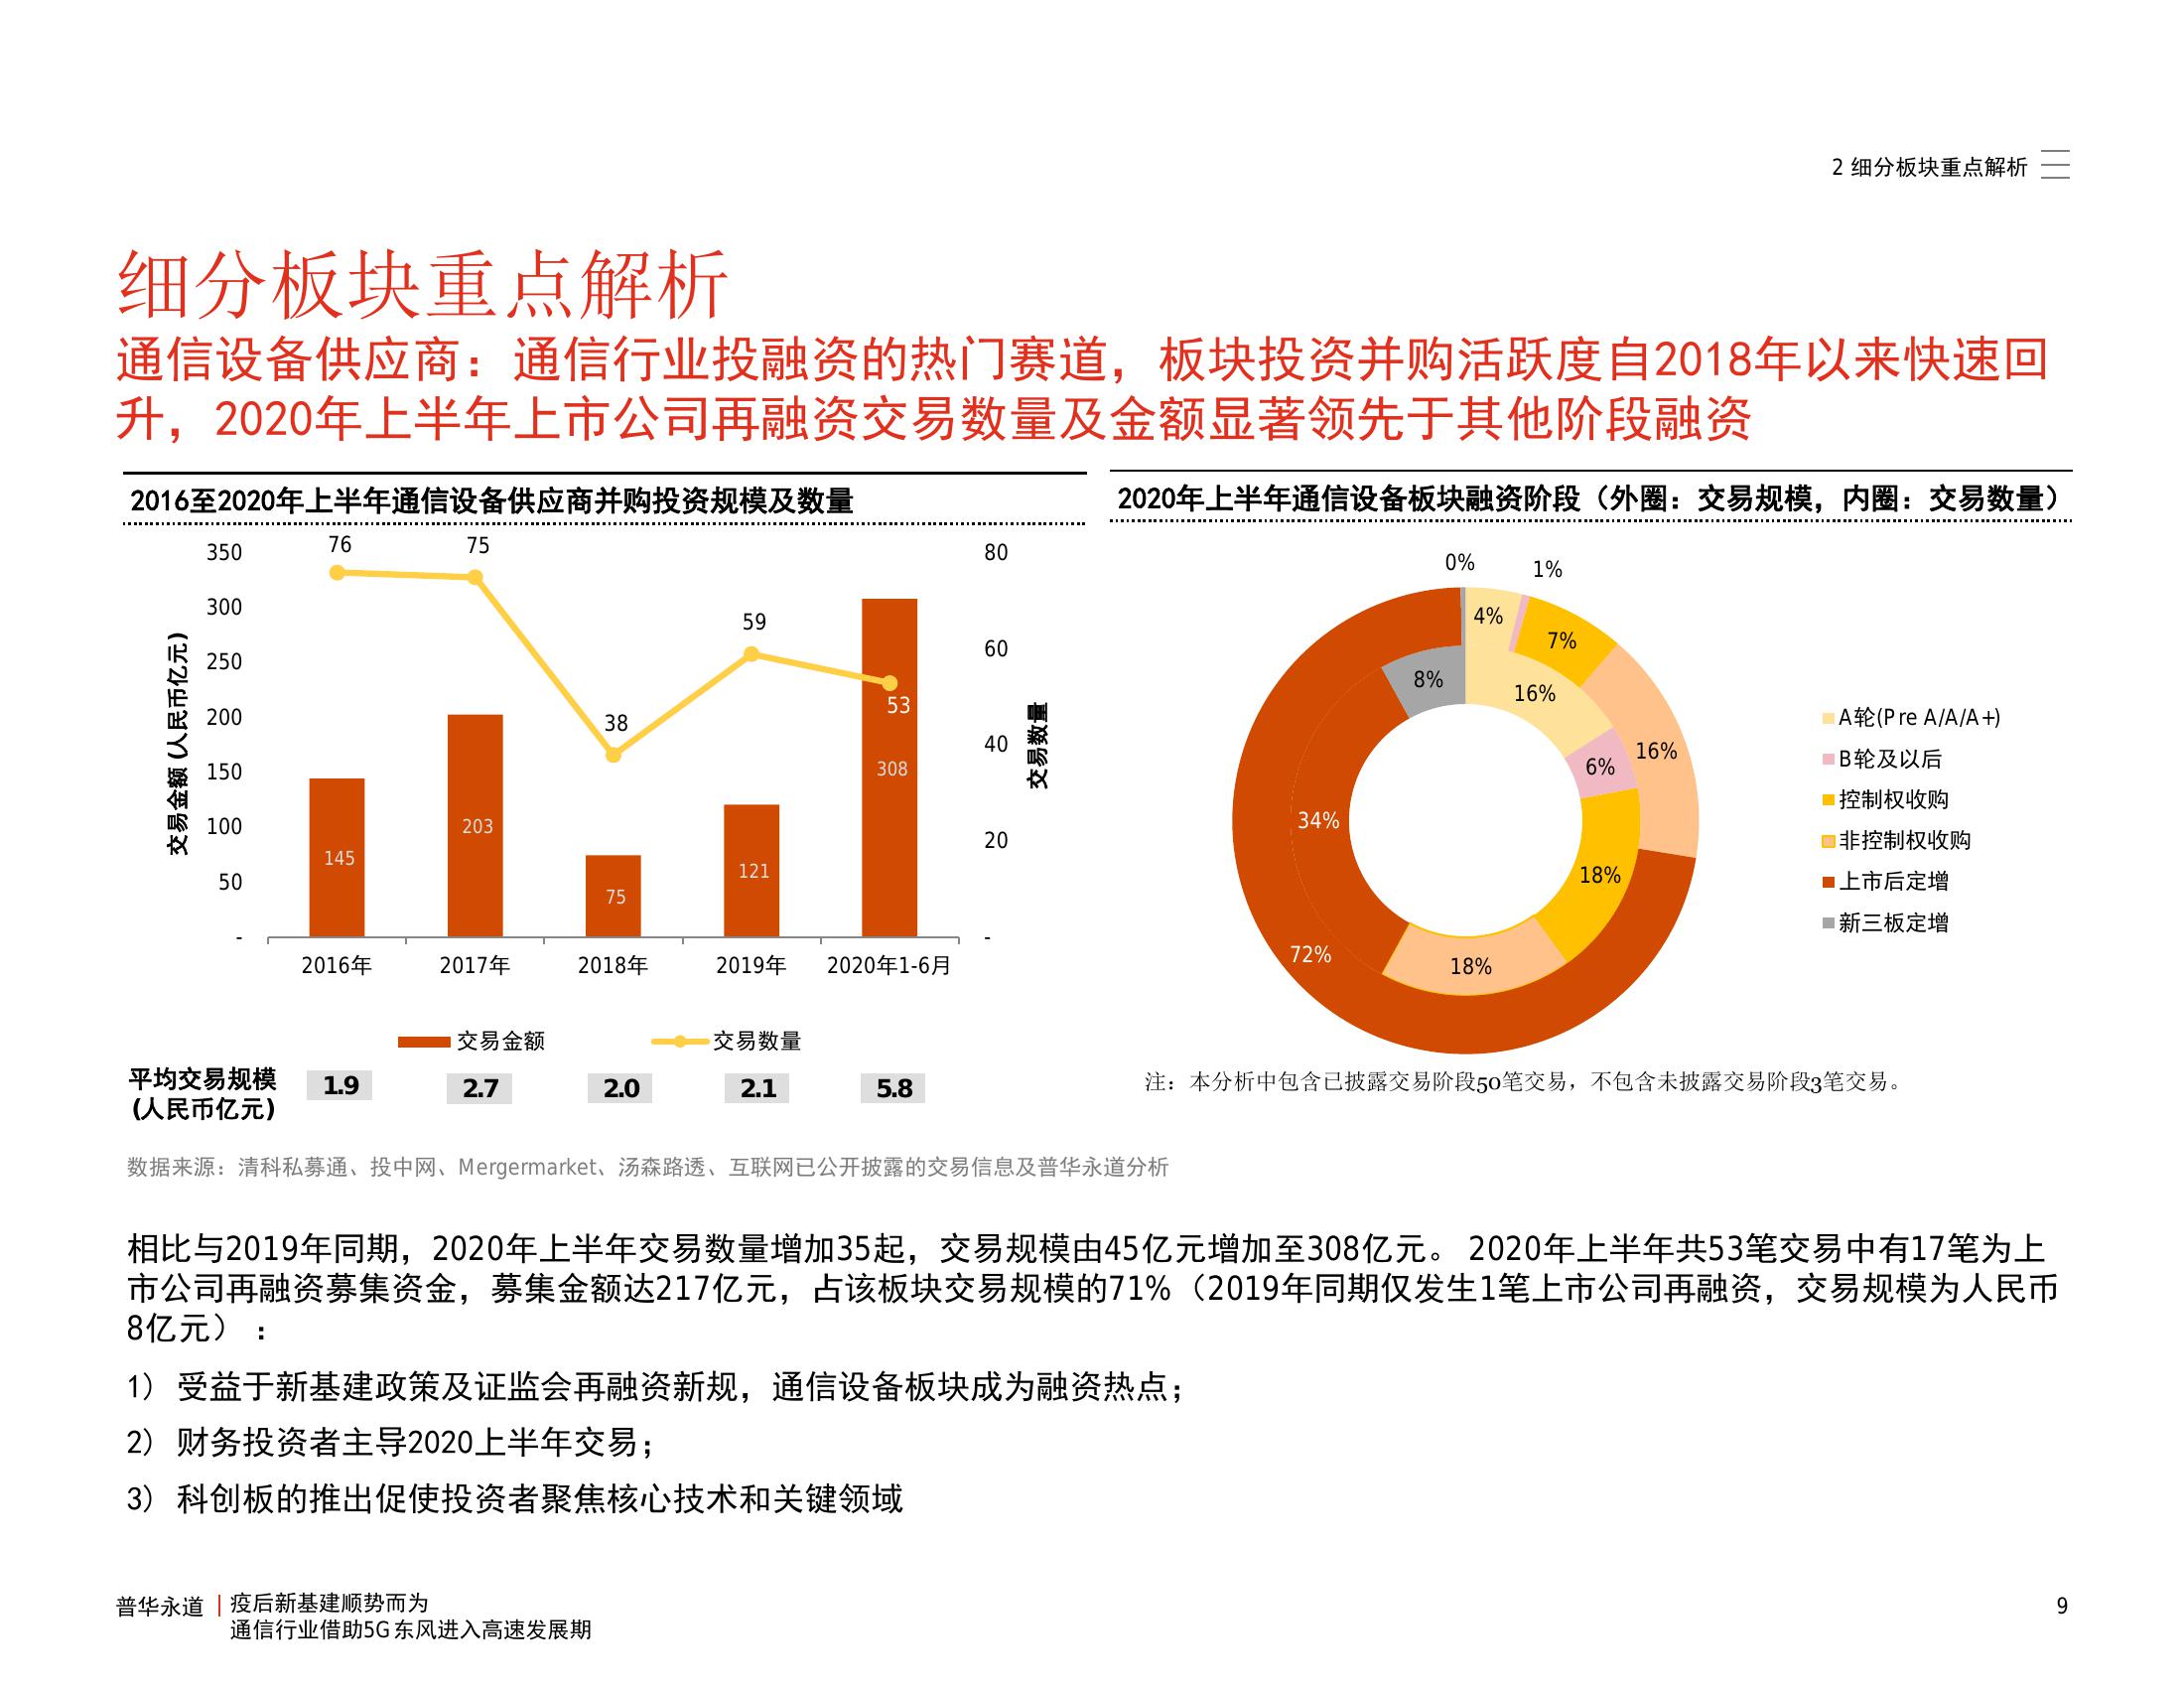 2 细分板块重点解析
细分板块重点解析
通信设备供应商：通信行业投融资的热门赛道，板块投资并购活跃度自2018年以来快速回
升，2020年上半年上市公司再融资交易数量及金额显著领先于其他阶段融资
2016至2020年上半年通信设备供应商并购投资规模及数量
交易金额 (人民币亿元)
350
300
250
200
150
100
50
-
76
75
38
59
53
145
203
75
121
308
80
60
40
20
-
交易数量
2016年
2017年
2018年
2019年
2020年1-6月
交易金额
交易数量
平均交易规模
(人民币亿元)
1.9
2.7
2.0
2.1
5.8
2020年上半年通信设备板块融资阶段（外圈：交易规模，内圈：交易数量）
0%
1%
4%
7%
16%
72%
8%
16%
6%
18%
18%
34%
A轮(Pre A/A/A+)
B轮及以后
控制权收购
非控制权收购
上市后定增
新三板定增
注：本分析中包含已披露交易阶段50笔交易，不包含未披露交易阶段3笔交易。
数据来源：清科私募通、投中网、Mergermarket、汤森路透、互联网已公开披露的交易信息及普华永道分析
相比与2019年同期，2020年上半年交易数量增加35起，交易规模由45亿元增加至308亿元。 2020年上半年共53笔交易中有17笔为上
市公司再融资募集资金，募集金额达217亿元，占该板块交易规模的71%（2019年同期仅发生1笔上市公司再融资，交易规模为人民币
8亿元）：
1） 受益于新基建政策及证监会再融资新规，通信设备板块成为融资热点；
2） 财务投资者主导2020上半年交易；
3） 科创板的推出促使投资者聚焦核心技术和关键领域
普华永道
疫后新基建顺势而为
通信行业借助5G东风进入高速发展期
9